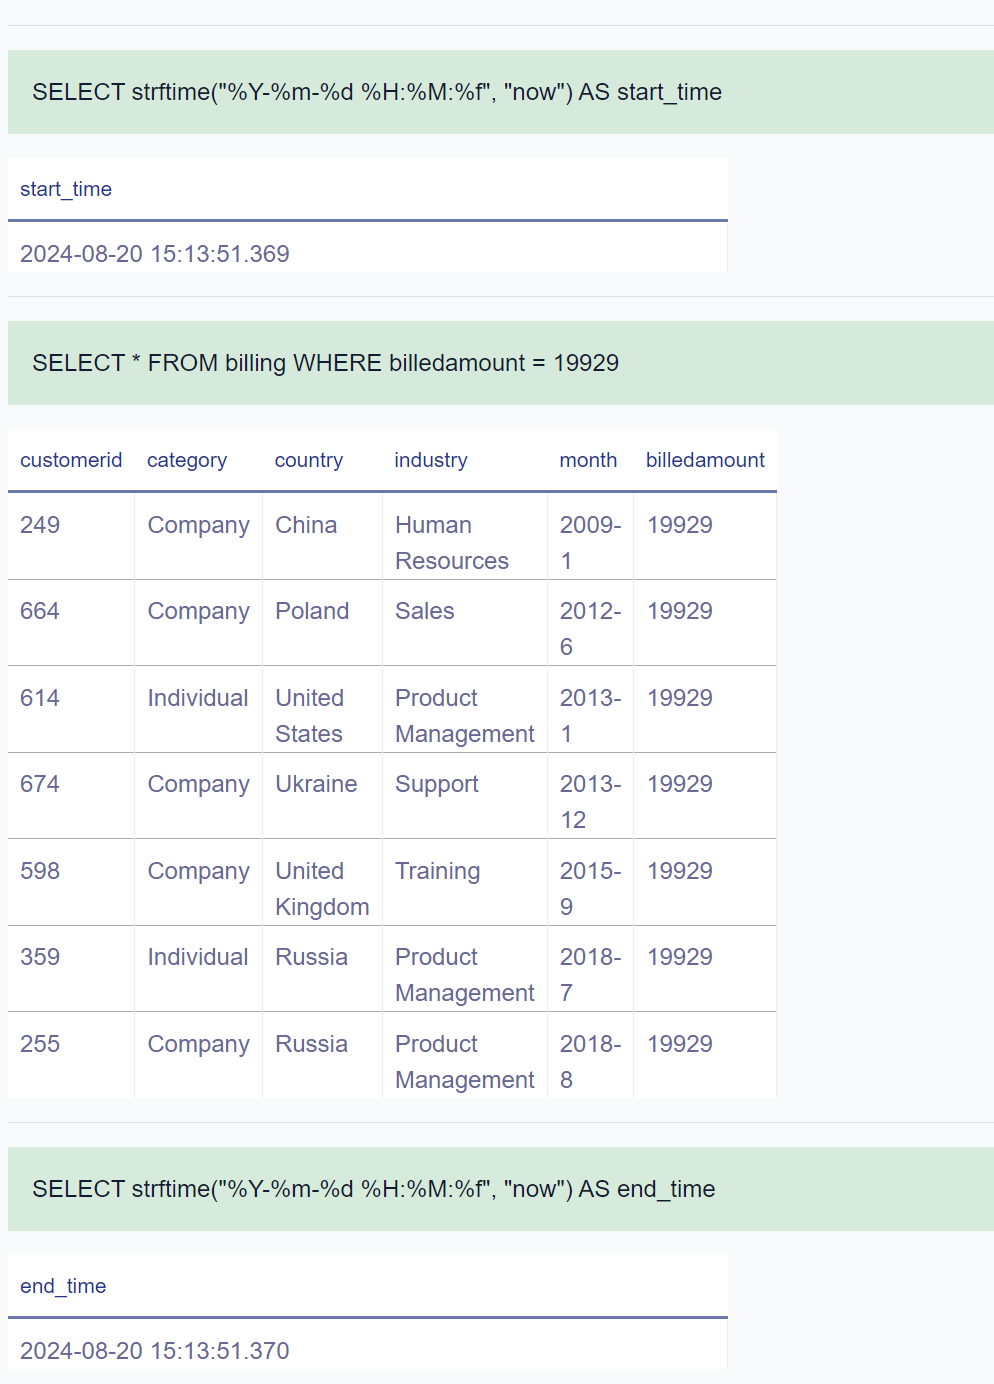 SELECT strftime("%Y-%m-%d %H:%M:%f", "now") AS start_time
start_time
2024-08-20 15:13:51.369
SELECT * FROM billing WHERE billedamount = 19929
customerid category country industry month billedamount
249 Company China Human 2009- 19929
Resources 1
664 Company Poland Sales 2012- 19929
6
614 Individual United Product 2013- 19929
States Management 1
674 Company Ukraine Support 2013- 19929
12
598 Company United Training 2015- 19929
Kingdom 9
359 Individual Russia Product 2018- 19929
Management 7
255 Company Russia Product 2018- 19929
Management 8
SELECT strftime("%Y-%m-%d %H:%M:%f", "now") AS end_time
end_time
2024-08-20 15:13:51.370